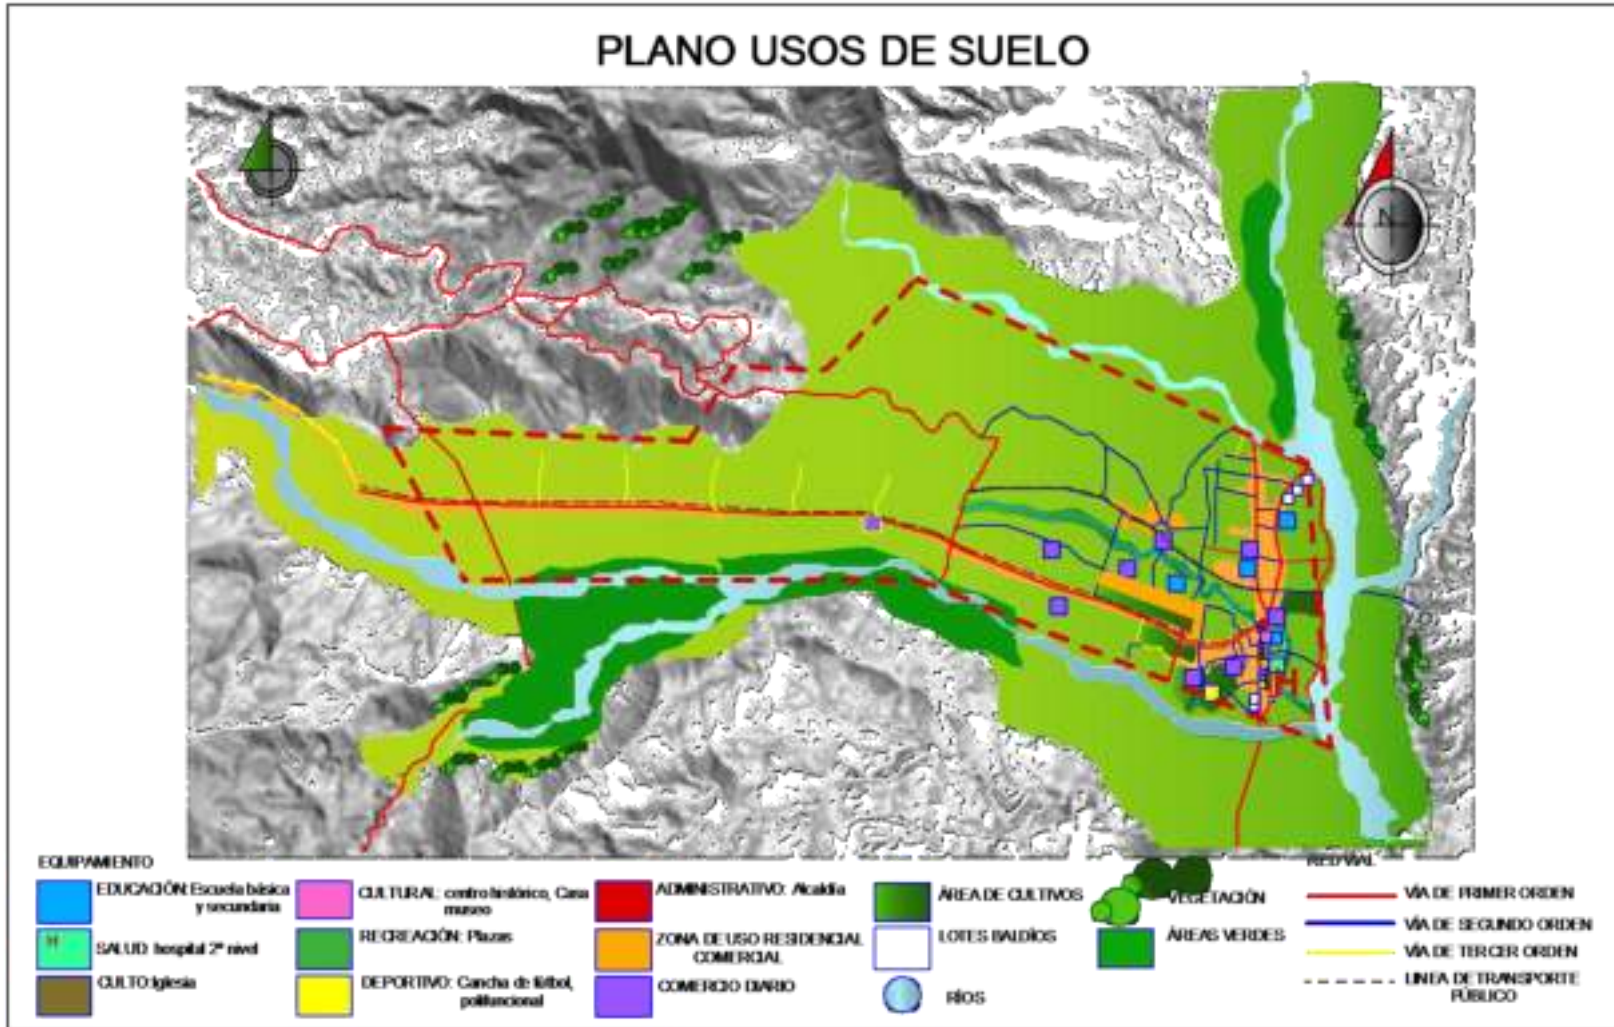 PLANO USOS DE SUELO
N
EQUIPAMIENTO
EDUCACIÓN: Escuela básica
y secundaria
H
SALUD: hospital 2º nivel
CULTO: Iglesia
CULTURAL: centro histórico, Casa
museo
RECREACIÓN: Plazas
DEPORTIVO: Cancha de fútbol,
polifuncional
ADMINISTRATIVO: Alcaldía
ZONA DE USO RESIDENCIAL
COMERCIAL
COMERCIO DIARIO
ÁREA DE CULTIVOS
LOTES BALDÍOS
RÍOS
VEGETACIÓN
ÁREAS VERDES
RED VIAL
VÍA DE PRIMER ORDEN
VÍA DE SEGUNDO ORDEN
VÍA DE TERCER ORDEN
LINEA DE TRANSPORTE
PÚBLICO